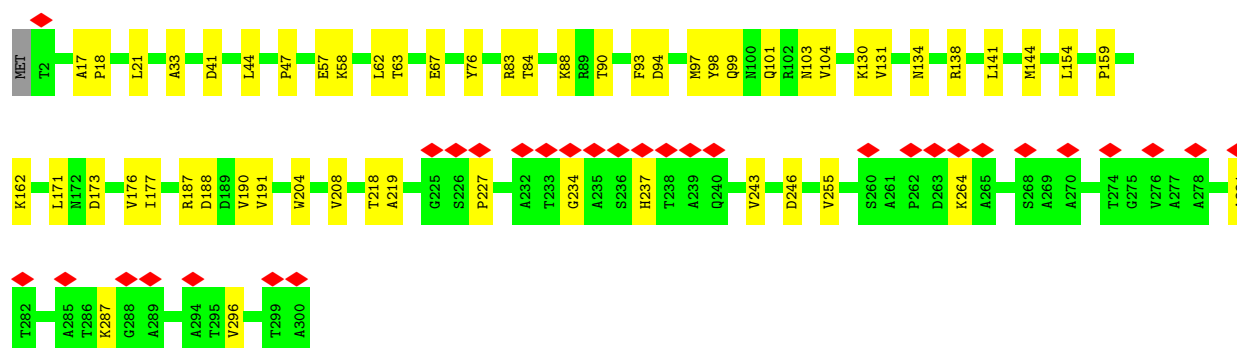 MET T2 A17 P18 L21 A33 D41 L44 P47 E57 K58 L62 T63 E67 Y76 R83 T84 K88 R89 T90 F93 D94 M97 Y98 Q99 N100 Q101 R102 N103 V104 K130 V131 N134 R138 L141 M144 L154 P159
K162 L171 N172 D173 V176 I177 R187 D188 D189 V190 V191 W204 V208 T218 A219 G225 S226 P227 A232 T233 G234 A235 S236 H237 T238 A239 Q240 V243 D246 V255 S260 A261 P262 D263 K264 A265 S268 A269 A270 T274 G275 V276 A277 A278
T282 A285 T286 K287 G288 A289 A294 T295 V296 T299 A300